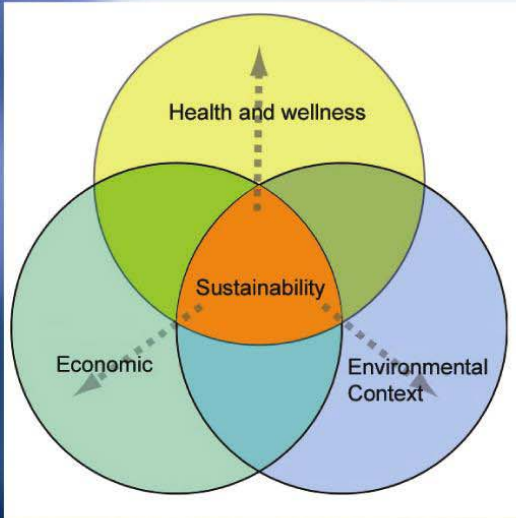 Health and wellness
Sustainability
Economic
Environmental
Context